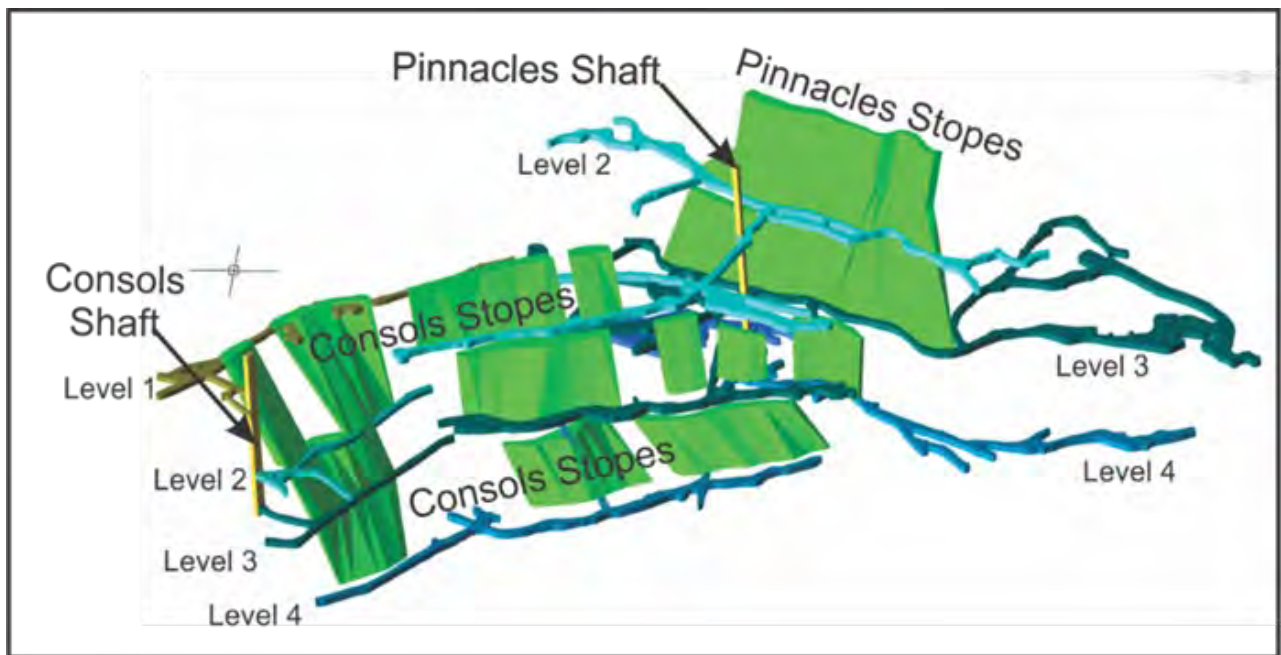 Pinnacles Shaft
Pinnacles Stopes
Level 2
Consols
Shaft
Consols Stopes
Level 1
Level 3
Level 2
Consols Stopes
Level 4
Level 3
Level 4